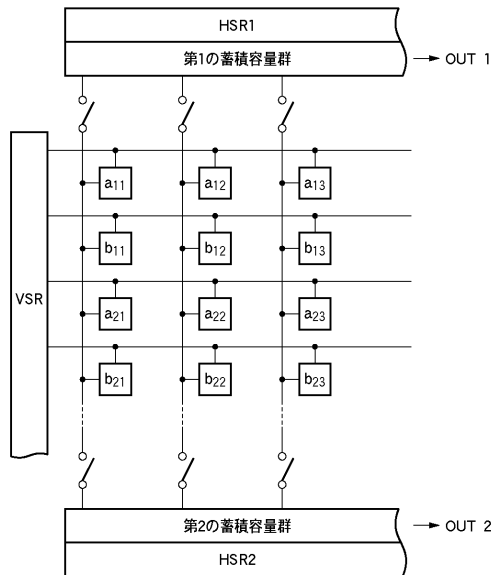 HSR1
第1の蓄積容量群
OUT 1
VSR
a11 a12 a13
b11 b12 b13
a21 a22 a23
b21 b22 b23
第2の蓄積容量群
OUT 2
HSR2